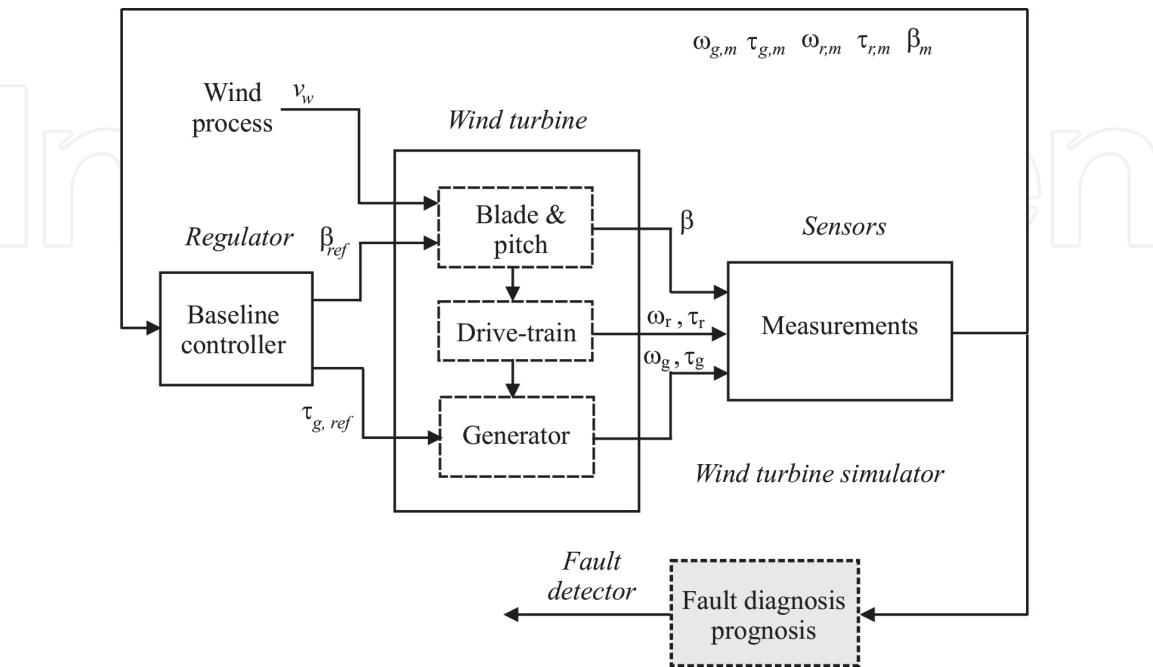 ω_{g,m} τ_{g,m} ω_{r,m} τ_{r,m} β_m
Wind
process
v_w
Wind turbine
Regulator
β_{ref}
Blade &
pitch
β
Sensors
Baseline
controller
Drive-train
ω_r , τ_r
Measurements
ω_g , τ_g
τ_{g, ref}
Generator
Wind turbine simulator
Fault
detector
Fault diagnosis
prognosis